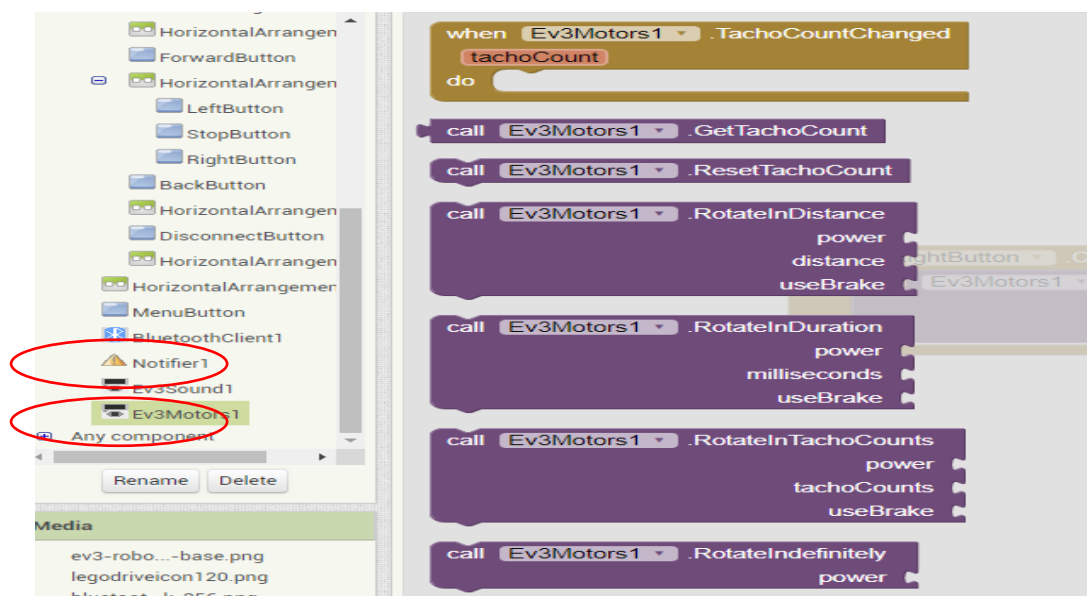 HorizontalArrangen
ForwardButton
HorizontalArrangen
LeftButton
StopButton
RightButton
BackButton
HorizontalArrangen
DisconnectButton
HorizontalArrangen
HorizontalArrangemer
MenuButton
BluetoothClient1
Notifier1
Ev3Sound1
Ev3Motors1
Any component
Rename Delete
Media
ev3-robo...-base.png
legodriveicon120.png
when Ev3Motors1 .TachoCountChanged
tachoCount
do
call Ev3Motors1 .GetTachoCount
call Ev3Motors1 .ResetTachoCount
call Ev3Motors1 .RotateInDistance
power
distance
useBrake
ghtButton .C
Ev3Motors1
call Ev3Motors1 .RotateInDuration
power
milliseconds
useBrake
call Ev3Motors1 .RotateInTachoCounts
power
tachoCounts
useBrake
call Ev3Motors1 .RotateIndefinitely
power